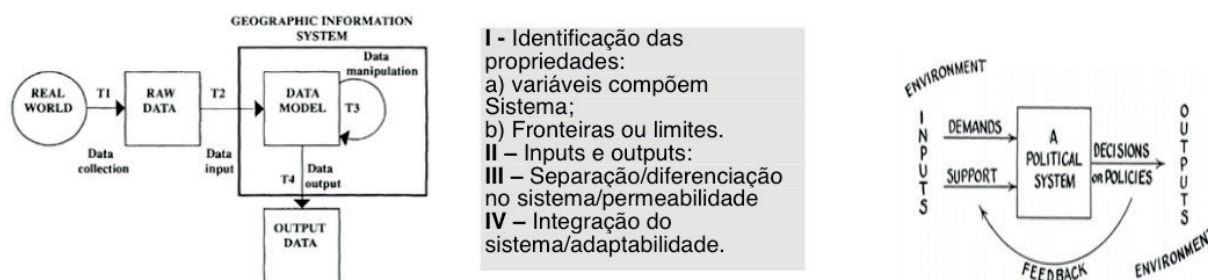 GEOGRAPHIC INFORMATION
SYSTEM
Data
manipulation
REAL
WORLD
T1
RAW
DATA
T2
DATA
MODEL
T3
Data
collection
Data
input
T4
Data
output
OUTPUT
DATA
I - Identificação das
propriedades:
a) variáveis compõem
Sistema;
b) Fronteiras ou limites.
II – Inputs e outputs:
III – Separação/diferenciação
no sistema/permeabilidade
IV – Integração do
sistema/adaptabilidade.
ENVIRONMENT
INPUTS
DEMANDS
SUPPORT
A
POLITICAL
SYSTEM
DECISIONS
OR POLICIES
OUTPUTS
FEEDBACK
ENVIRONMENT